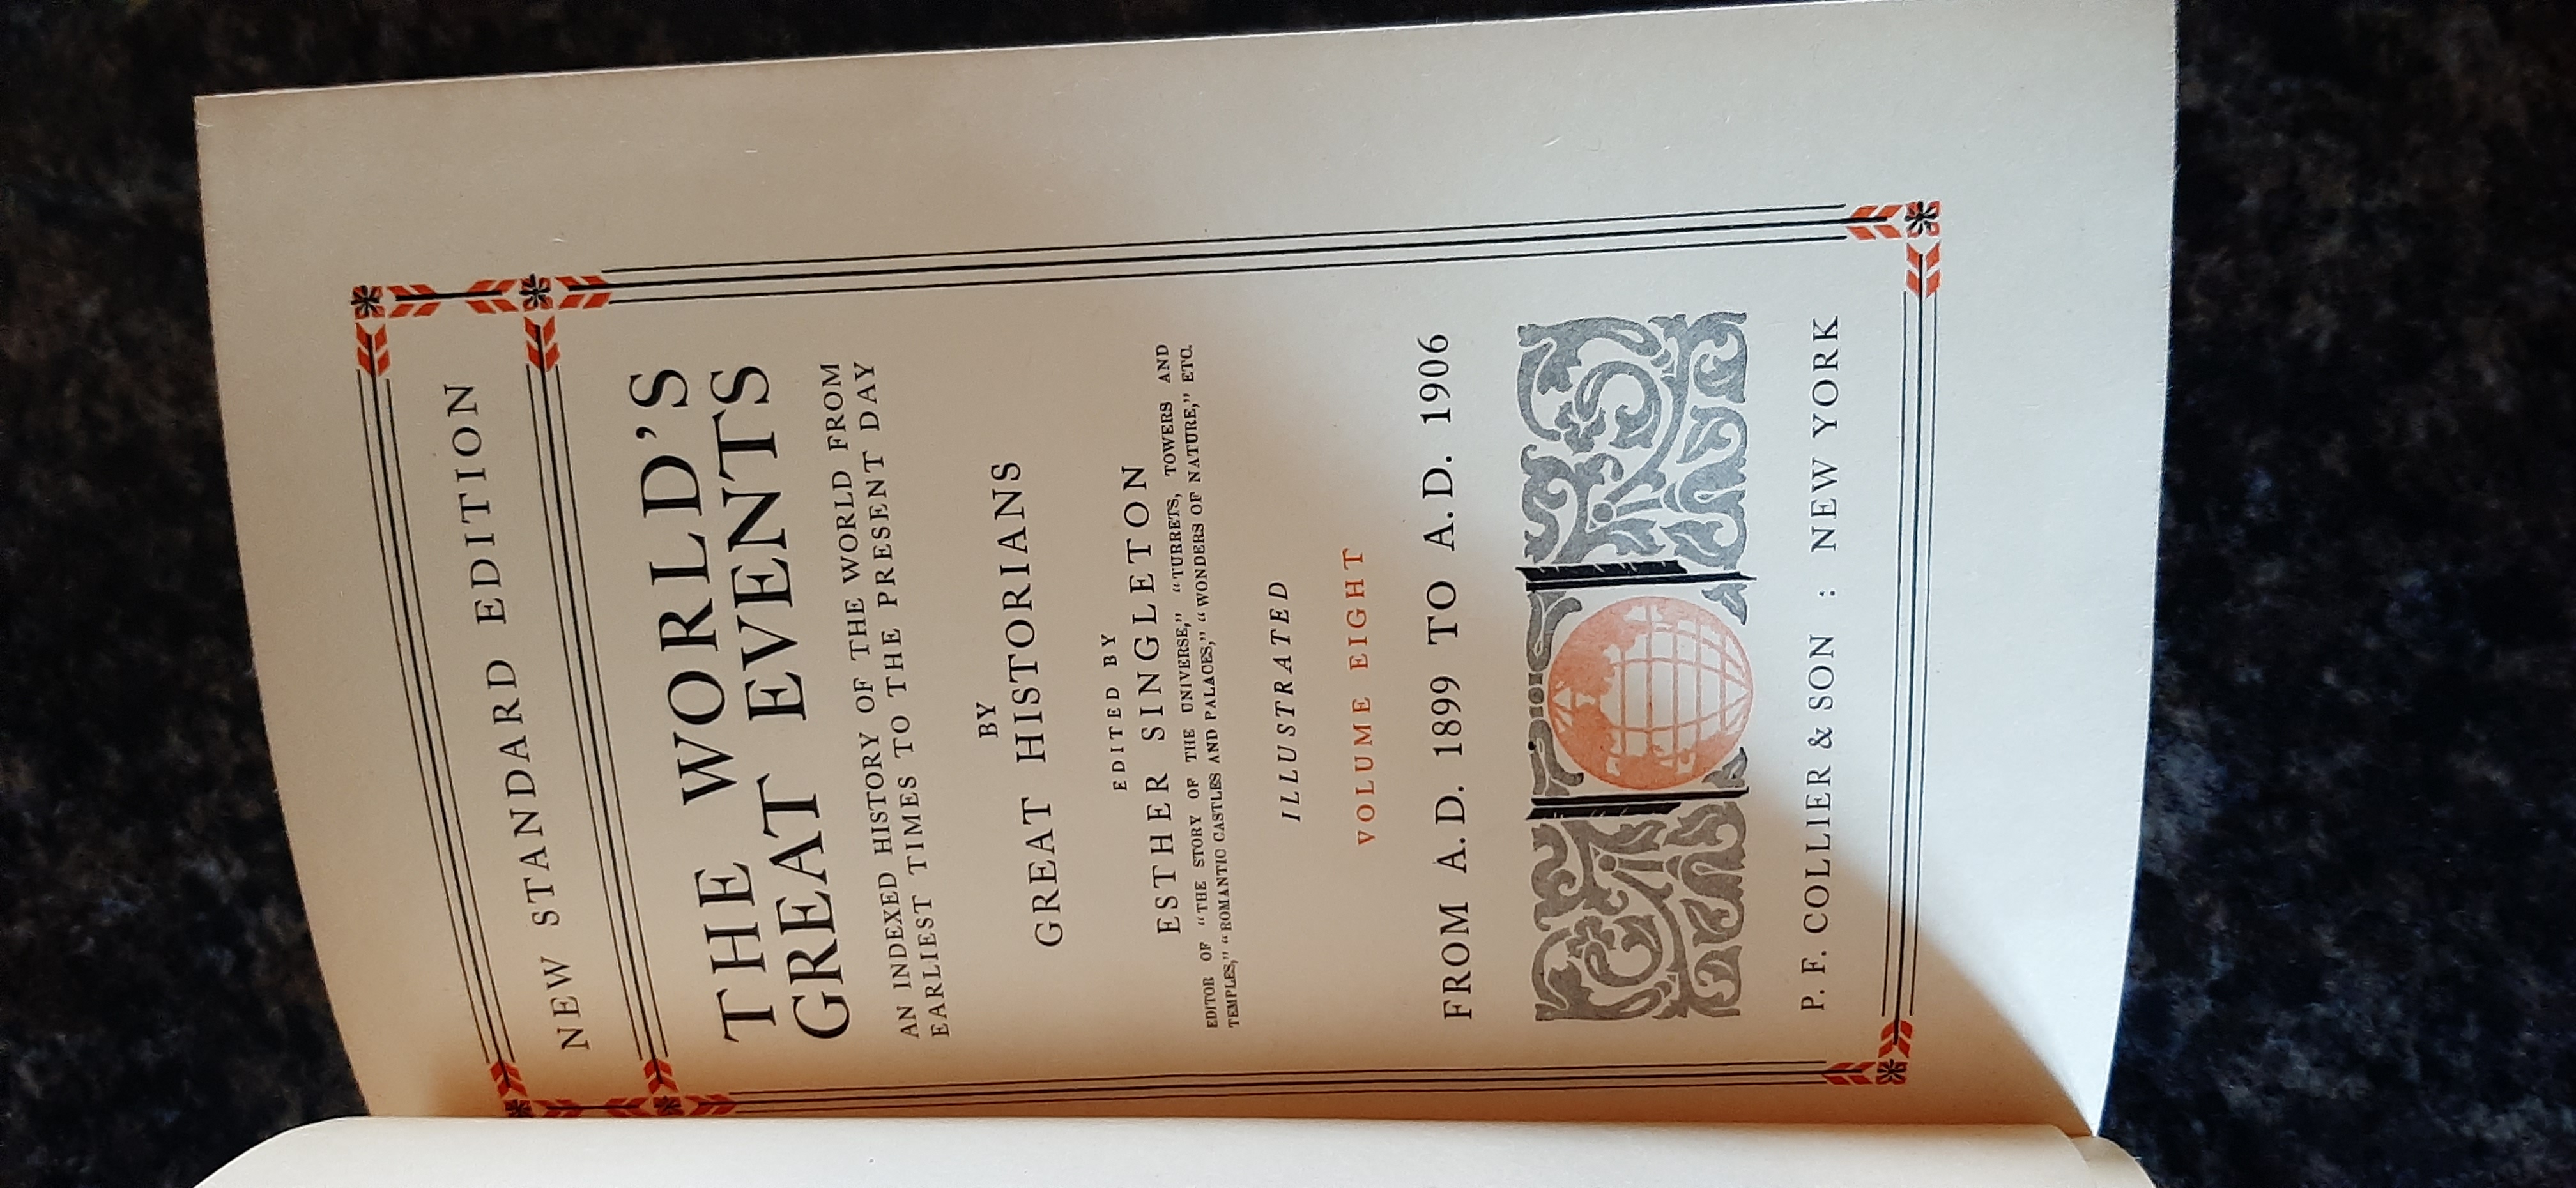 NEW STANDARD EDITION
THE WORLD'S
GREAT EVENTS
AN INDEXED HISTORY OF THE WORLD FROM
EARLIEST TIMES TO THE PRESENT DAY
BY
GREAT HISTORIANS
EDITED BY
ESTHER SINGLETON
EDITOR OF "THE STORY OF THE UNIVERSE," "TURRETS, TOWERS AND
TEMPLES," "ROMANTIC CASTLES AND PALACES," "WONDERS OF NATURE," ETC.
ILLUSTRATED
VOLUME EIGHT
FROM A.D. 1899 TO A.D. 1906
P. F. COLLIER & SON : NEW YORK